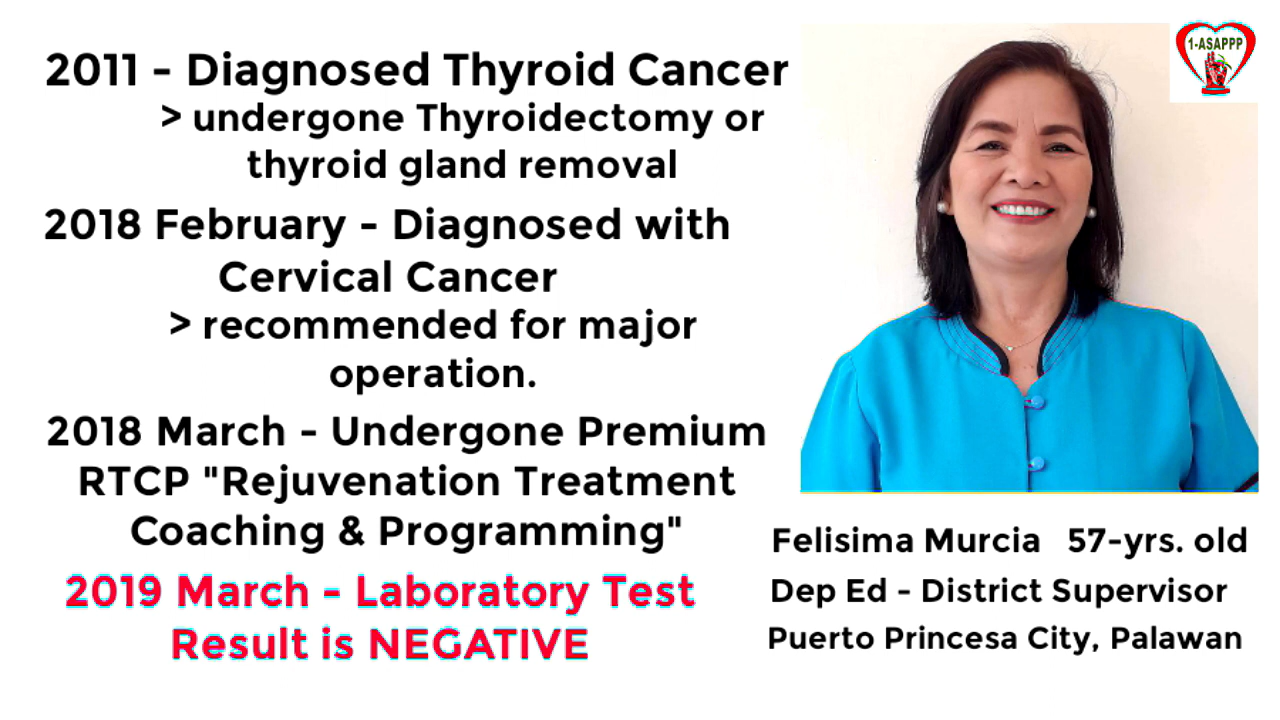 2011 - Diagnosed Thyroid Cancer
> undergone Thyroidectomy or
thyroid gland removal
2018 February - Diagnosed with
Cervical Cancer
> recommended for major
operation.
2018 March - Undergone Premium
RTCP "Rejuvenation Treatment
Coaching & Programming"
2019 March - Laboratory Test
Result is NEGATIVE
1-ASAPPP
Felisima Murcia 57-yrs. old
Dep Ed - District Supervisor
Puerto Princesa City, Palawan